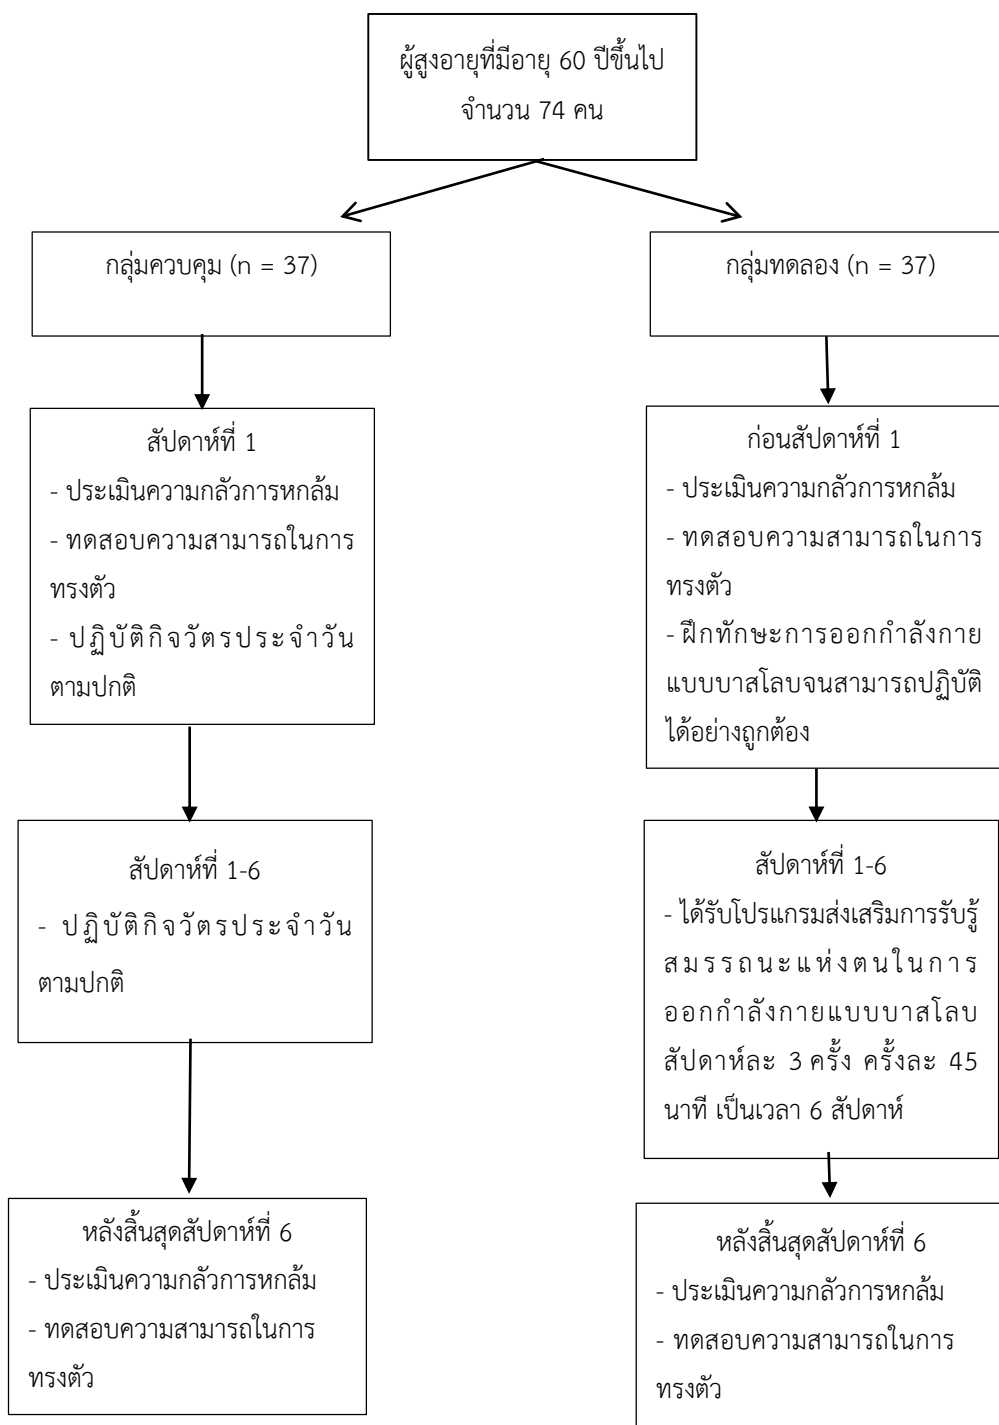 ผู้สูงอายุที่มีอายุ 60 ปีขึ้นไป
จำนวน 74 คน
กลุ่มควบคุม (n = 37)
กลุ่มทดลอง (n = 37)
สัปดาห์ที่ 1
- ประเมินความกลัวการหกล้ม
- ทดสอบความสามารถในการ
ทรงตัว
- ปฏิบัติกิจวัตรประจำวัน
ตามปกติ
ก่อนสัปดาห์ที่ 1
- ประเมินความกลัวการหกล้ม
- ทดสอบความสามารถในการ
ทรงตัว
- ฝึกทักษะการออกกำลังกาย
แบบบาสโลบจนสามารถปฏิบัติ
ได้อย่างถูกต้อง
สัปดาห์ที่ 1-6
- ปฏิบัติกิจวัตรประจำวัน
ตามปกติ
สัปดาห์ที่ 1-6
- ได้รับโปรแกรมส่งเสริมการรับรู้
สมรรถนะแห่งตนในการ
ออกกำลังกายแบบบาสโลบ
สัปดาห์ละ 3 ครั้ง ครั้งละ 45
นาที เป็นเวลา 6 สัปดาห์
หลังสิ้นสุดสัปดาห์ที่ 6
- ประเมินความกลัวการหกล้ม
- ทดสอบความสามารถในการ
ทรงตัว
หลังสิ้นสุดสัปดาห์ที่ 6
- ประเมินความกลัวการหกล้ม
- ทดสอบความสามารถในการ
ทรงตัว